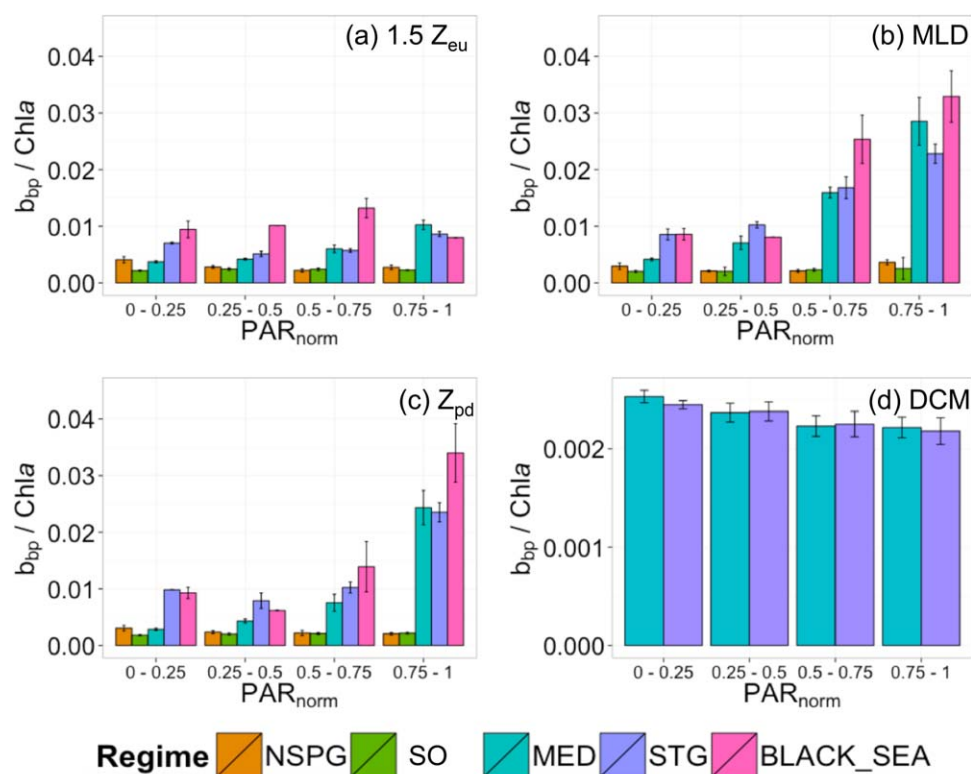 (a) 1.5 Zeu
0.04
0.03
0.02
0.01
0.00
bbp / Chla
0 - 0.25
0.25 - 0.5
0.5 - 0.75
0.75 - 1
PARnorm
(b) MLD
0.04
0.03
0.02
0.01
0.00
bbp / Chla
0 - 0.25
0.25 - 0.5
0.5 - 0.75
0.75 - 1
PARnorm
(c) Zpd
0.04
0.03
0.02
0.01
0.00
bbp / Chla
0 - 0.25
0.25 - 0.5
0.5 - 0.75
0.75 - 1
PARnorm
(d) DCM
0.002
0.001
0.000
bbp / Chla
0 - 0.25
0.25 - 0.5
0.5 - 0.75
0.75 - 1
PARnorm
Regime NSPG SO MED STG BLACK_SEA